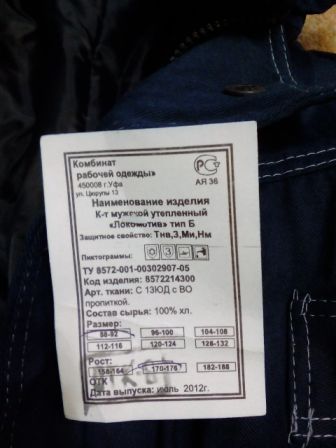 Комбинат
рабочей одежды»
450008 г.Уфа
ул. Цюрупы 13
РС
АЯ 36
Наименование изделия
К-т мужской утепленный
«Локомотив» тип Б
Защитное свойство: Тнв,З,Ми,Нм
Пиктограммы:
ТУ 8572-001-00302907-05
Код изделия: 8572214300
Арт. ткани: С 13ЮД с ВО
пропиткой.
Состав сырья: 100% хл.
Размер:
88-92 96-100 104-108
112-116 120-124 128-132
Рост:
158-164 170-176 182-188
ОТК
Дата выпуска: июль 2012г.